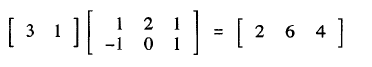 [ 3 1 ] [ 1 2 1 
-1 0 1 ] = [ 2 6 4 ]